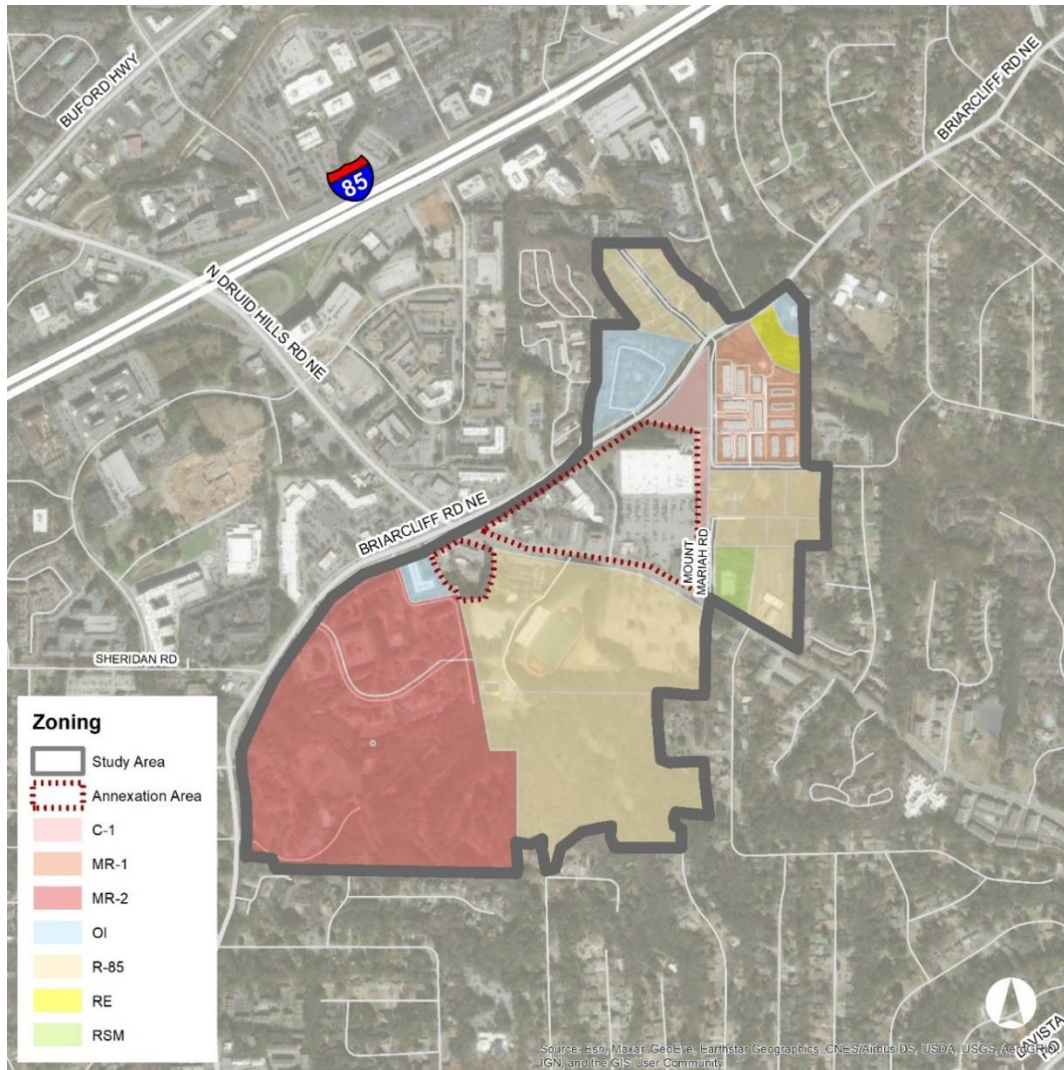 BUFORD HWY
BRIARCLIFF RD NE
85
N DRUID HILLS RD NE
BRIARCLIFF RD NE
MOUNT
MARIAH RD
SHERIDAN RD
Zoning
Study Area
Annexation Area
C-1
MR-1
MR-2
OI
R-85
RE
RSM
LAVISTA
RD
Source: Esri, Maxar, GeoEye, Earthstar Geographics, CNES/Airbus DS, USDA, USGS, AeroGRID,
IGN, and the GIS User Community